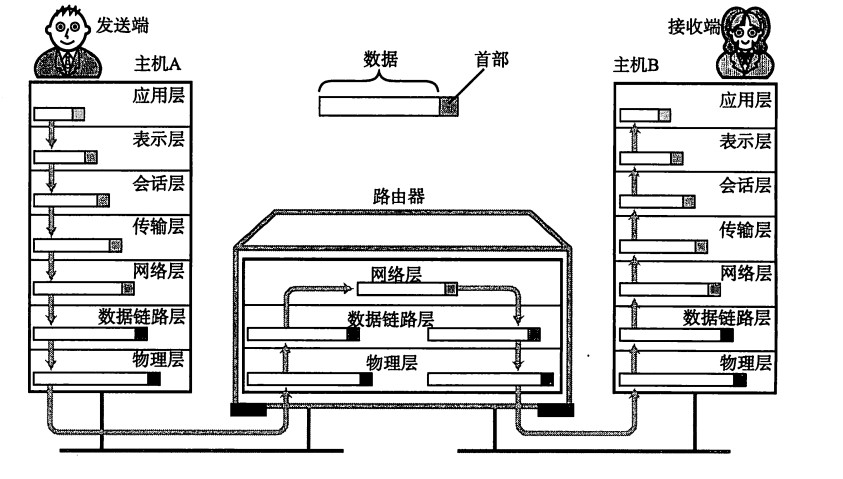 发送端
接收端
主机A
数据
首部
主机B
应用层
表示层
会话层
传输层
网络层
数据链路层
物理层
路由器
网络层
数据链路层
物理层
应用层
表示层
会话层
传输层
网络层
数据链路层
物理层